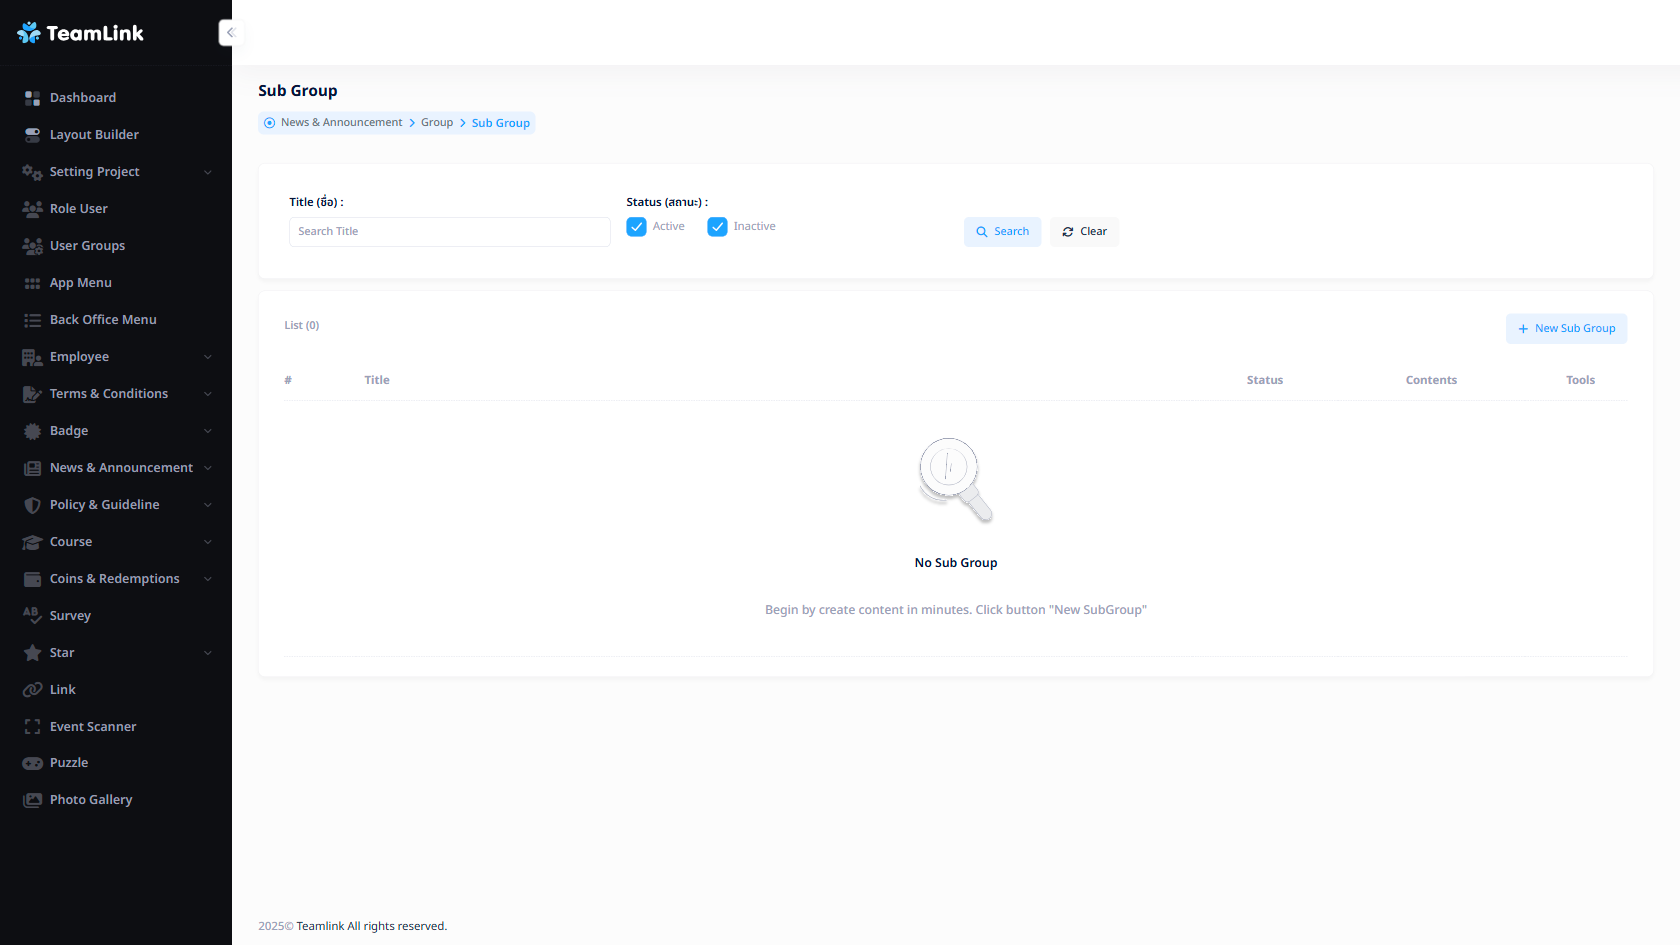 TeamLink
Dashboard
Layout Builder
Setting Project
Role User
User Groups
App Menu
Back Office Menu
Employee
Terms & Conditions
Badge
News & Announcement
Policy & Guideline
Course
Coins & Redemptions
Survey
Star
Link
Event Scanner
Puzzle
Photo Gallery
Sub Group
News & Announcement > Group > Sub Group
Title (ชื่อ) :
Search Title
Status (สถานะ) :
Active Inactive
Search Clear
List (0)
+ New Sub Group
# Title Status Contents Tools
No Sub Group
Begin by create content in minutes. Click button "New SubGroup"
2025© Teamlink All rights reserved.